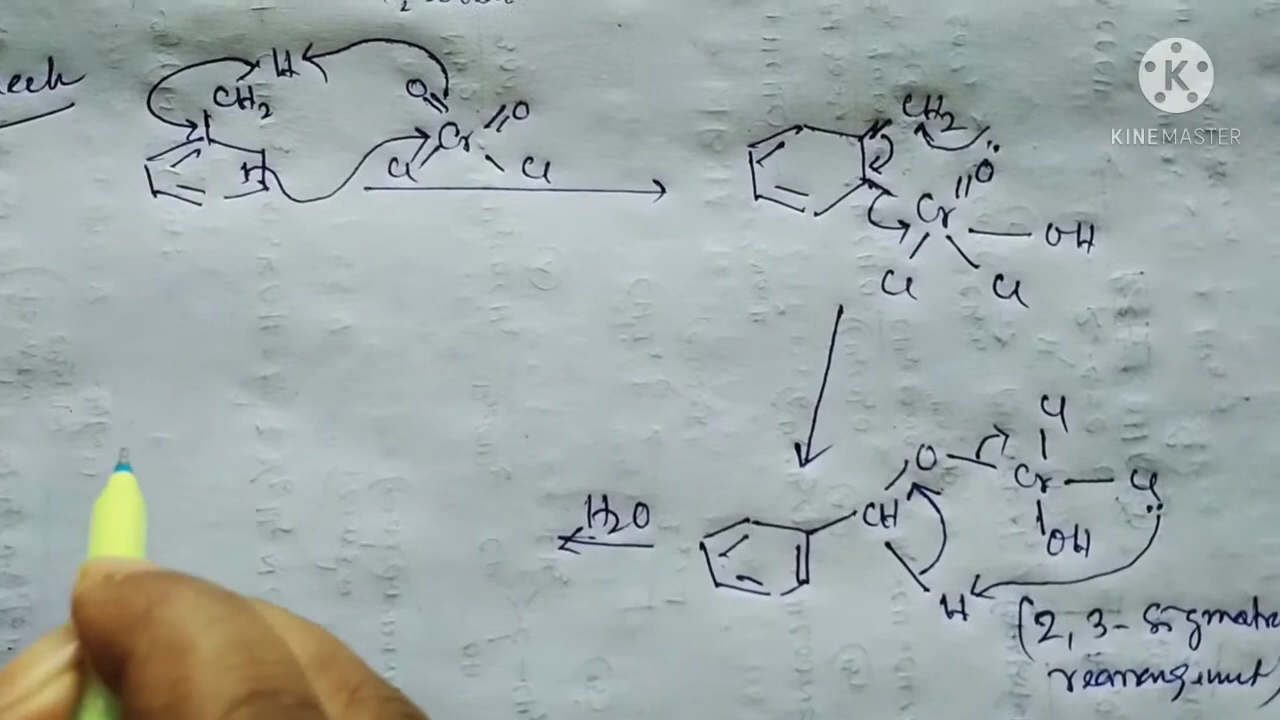 H
CH2
O
O
Cr
Cl
Cl
H
K
KINEMASTER
CH2
O
Cr
OH
Cl
Cl
Cl
O
Cr
Cl
CH
OH
H
H2O
(2,3-Sigmatr
rearrangement)